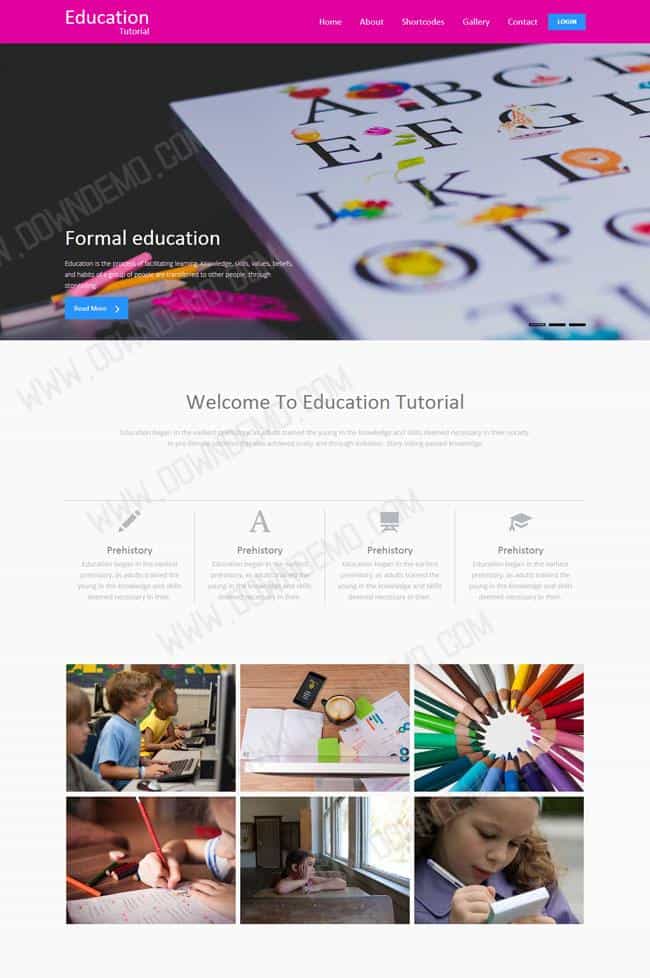 Education
Tutorial
Home About Shortcodes Gallery Contact LOGIN
A B C D
E F G H
J K L
O P Q
T
Formal education
Education is the process of facilitating learning. Knowledge, skills, values, beliefs,
and habits of a group of people are transferred to other people, through
storytelling
Read More
WWW.DOWNDEMO.COM
Welcome To Education Tutorial
Education began in the earliest prehistory, as adults trained the young in the knowledge and skills deemed necessary in their society.
In pre-literate societies this was achieved orally and through imitation. Story-telling passed knowledge
Prehistory Prehistory Prehistory Prehistory
Education began in the earliest Education began in the earliest Education began in the earliest Education began in the earliest
prehistory, as adults trained the prehistory, as adults trained the prehistory, as adults trained the prehistory, as adults trained the
young in the knowledge and skills young in the knowledge and skills young in the knowledge and skills young in the knowledge and skills
deemed necessary in their. deemed necessary in their. deemed necessary in their. deemed necessary in their.